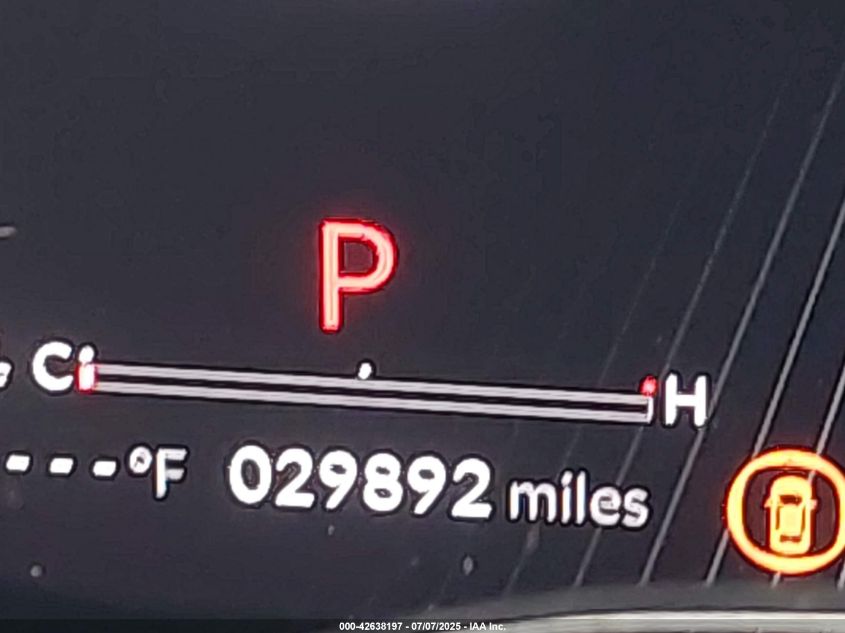 P
C H
---°F 029892 miles
000-42638197 - 07/07/2025 - IAA Inc.